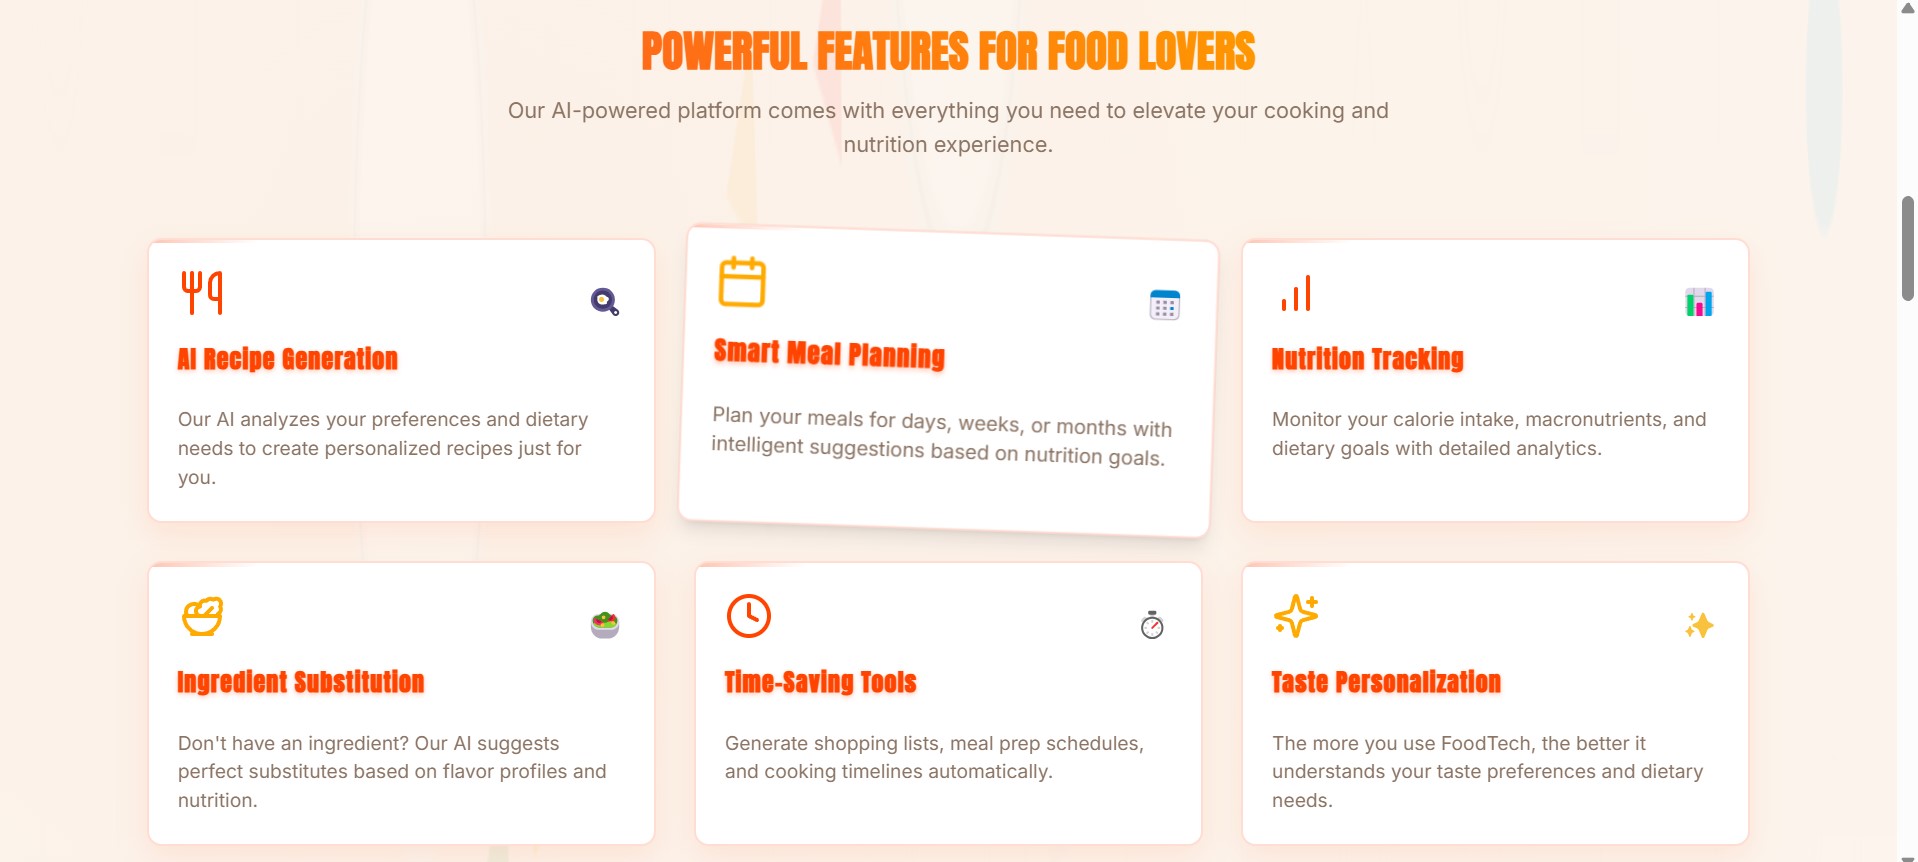 POWERFUL FEATURES FOR FOOD LOVERS
Our AI-powered platform comes with everything you need to elevate your cooking and
nutrition experience.
AI Recipe Generation
Our AI analyzes your preferences and dietary
needs to create personalized recipes just for
you.
Smart Meal Planning
Plan your meals for days, weeks, or months with
intelligent suggestions based on nutrition goals.
Nutrition Tracking
Monitor your calorie intake, macronutrients, and
dietary goals with detailed analytics.
Ingredient Substitution
Don't have an ingredient? Our AI suggests
perfect substitutes based on flavor profiles and
nutrition.
Time-Saving Tools
Generate shopping lists, meal prep schedules,
and cooking timelines automatically.
Taste Personalization
The more you use FoodTech, the better it
understands your taste preferences and dietary
needs.